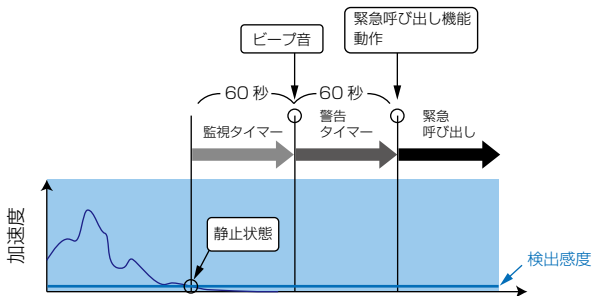 ビープ音
緊急呼び出し機能
動作
60 秒
60 秒
監視タイマー
警告
タイマー
緊急
呼び出し
加速度
静止状態
検出感度